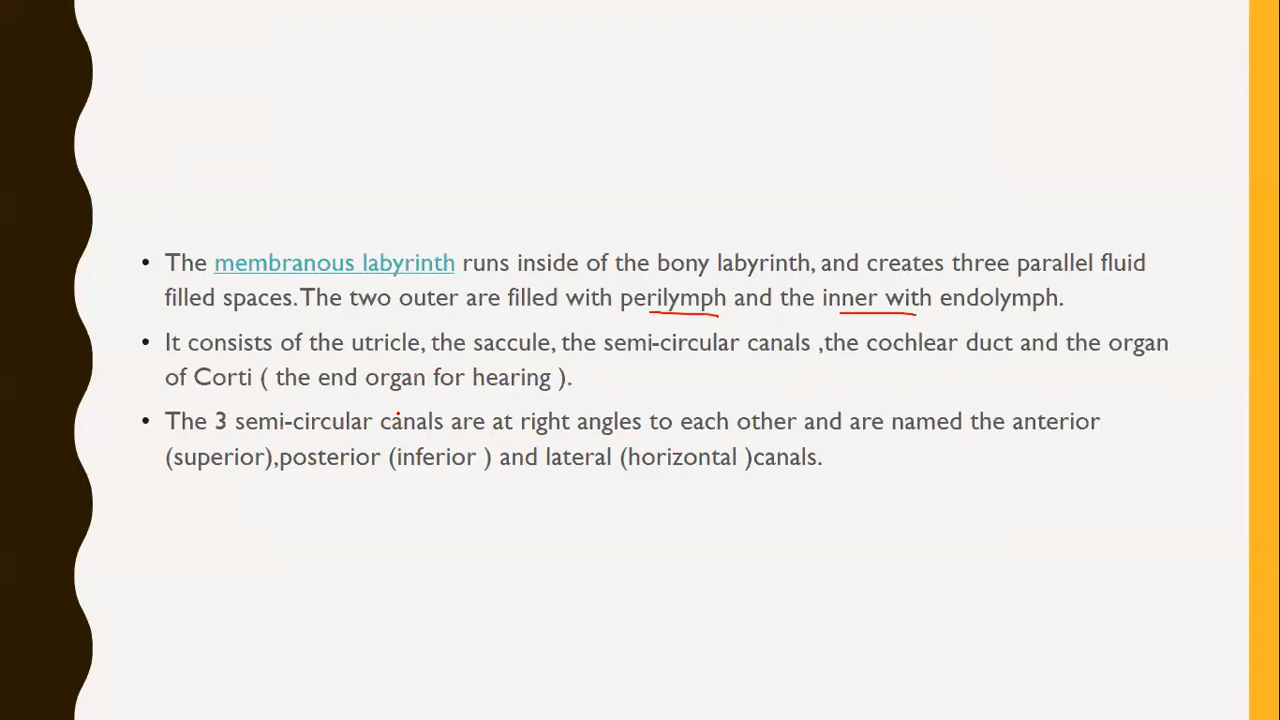 • The membranous labyrinth runs inside of the bony labyrinth, and creates three parallel fluid
filled spaces. The two outer are filled with perilymph and the inner with endolymph.
• It consists of the utricle, the saccule, the semi-circular canals ,the cochlear duct and the organ
of Corti ( the end organ for hearing ).
• The 3 semi-circular canals are at right angles to each other and are named the anterior
(superior),posterior (inferior ) and lateral (horizontal )canals.